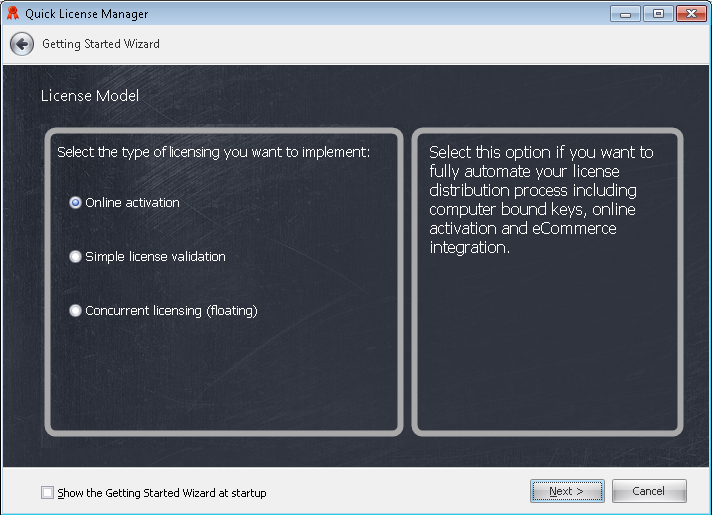 Quick License Manager
Getting Started Wizard
License Model
Select the type of licensing you want to implement:
Online activation
Simple license validation
Concurrent licensing (floating)
Select this option if you want to
fully automate your license
distribution process including
computer bound keys, online
activation and eCommerce
integration.
Show the Getting Started Wizard at startup
Next >
Cancel